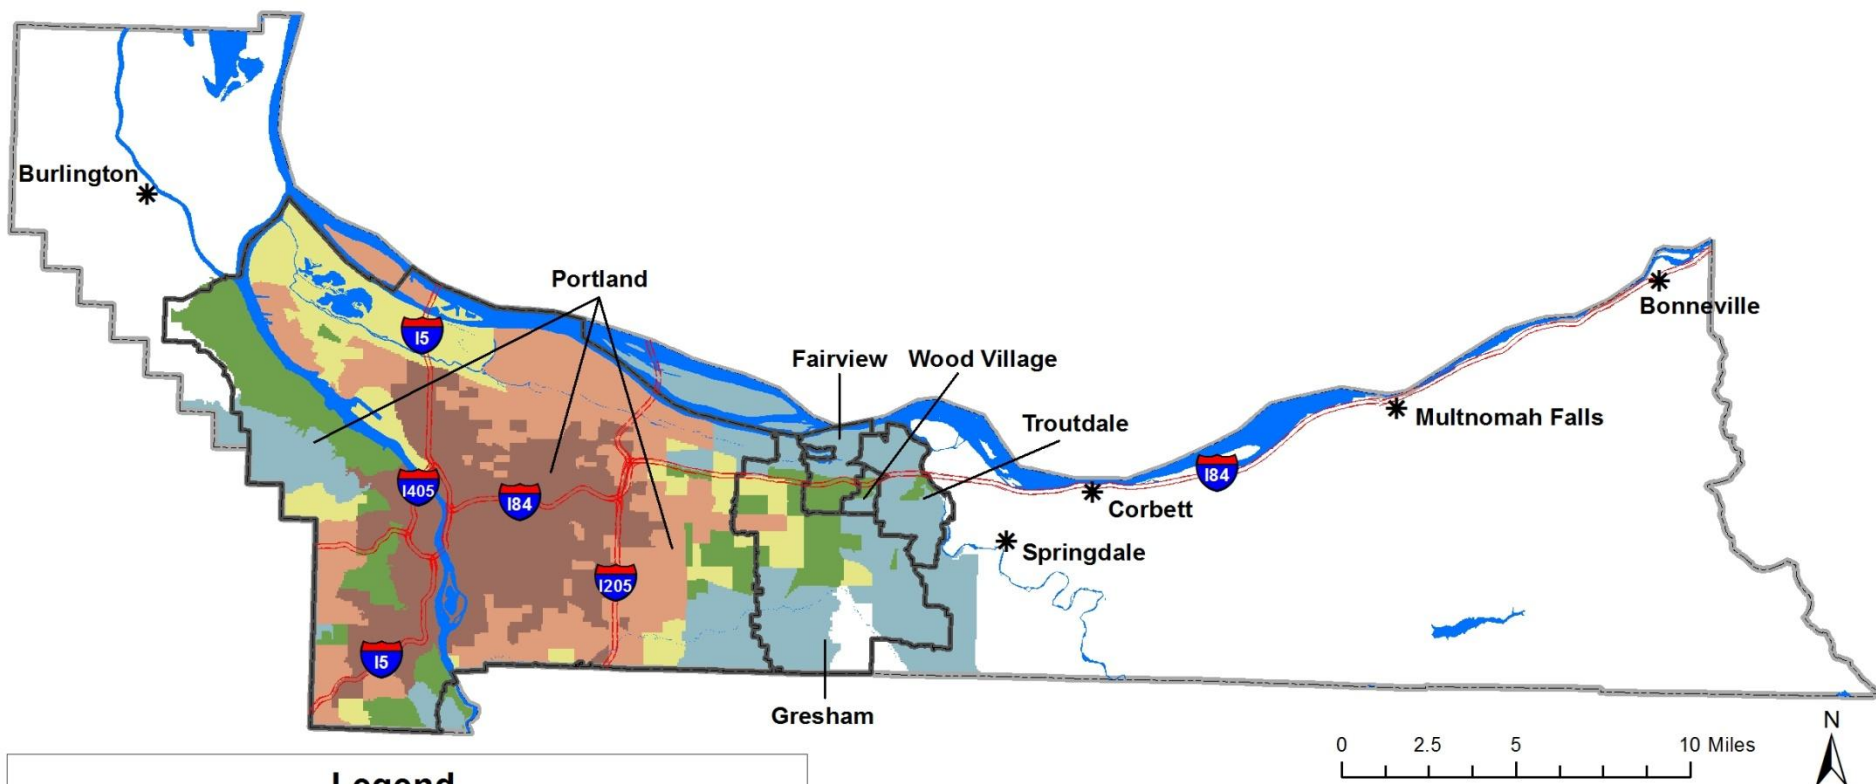 Burlington
Portland
I5
Fairview
Wood Village
Troutdale
Bonneville
Multnomah Falls
I405
I84
I84
Corbett
Springdale
I205
I5
Gresham
Legend
0 2.5 5 10 Miles
N